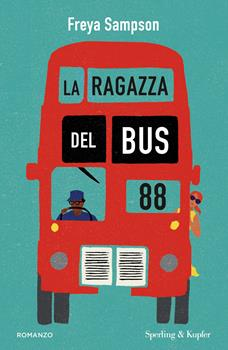 Freya Sampson
LA RAGAZZA
DEL BUS
88
ROMANZO
Sperling & Kupfer